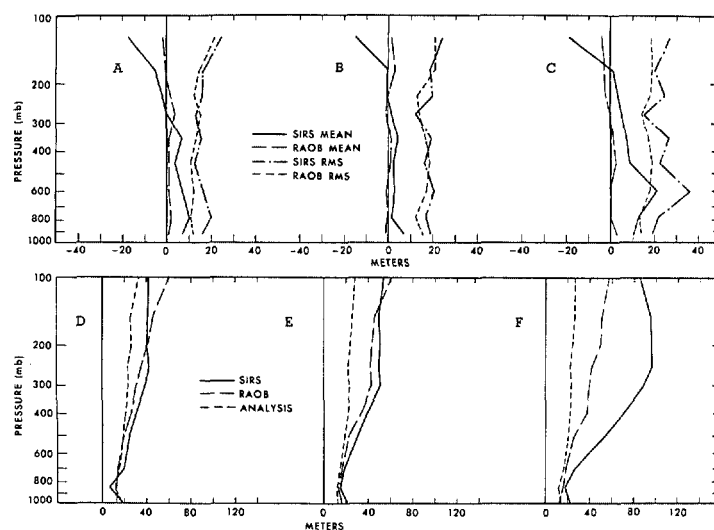 100
200
300
400
600
800
1000
PRESSURE (mb)
A
B
C
SIRS MEAN
RAOB MEAN
SIRS RMS
RAOB RMS
-40 -20 0 20 40
-40 -20 0 20 40
-40 -20 0 20 40
METERS
100
200
300
400
600
800
1000
PRESSURE (mb)
D
E
F
SIRS
RAOB
ANALYSIS
0 40 80 120
0 40 80 120
0 40 80 120
METERS